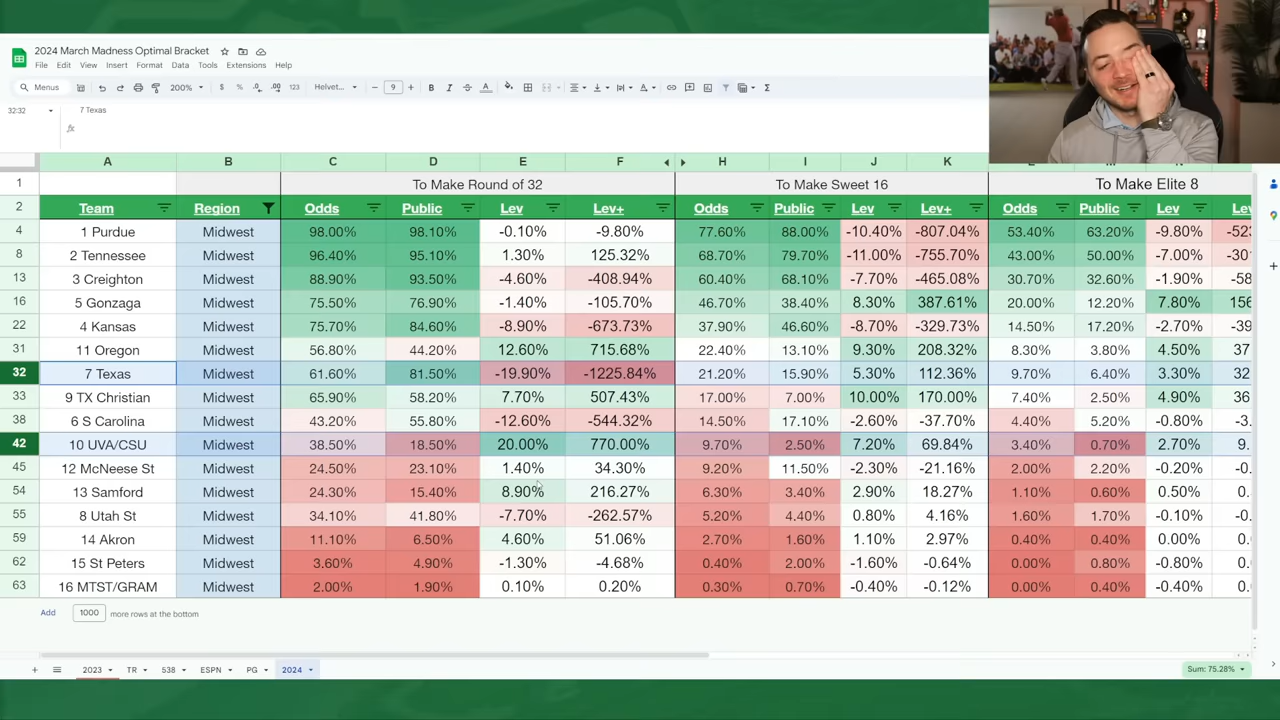 2024 March Madness Optimal Bracket
File Edit View Insert Format Data Tools Extensions Help
Menus 200% $ % .0 .00 123 Helvet... − 9 + B I S A
32:32 7 Texas
fx
A B C D E F H I J K
1 To Make Round of 32 To Make Sweet 16 To Make Elite 8
2 Team Region Odds Public Lev Lev+ Odds Public Lev Lev+ Odds Public Lev Lev
4 1 Purdue Midwest 98.00% 98.10% -0.10% -9.80% 77.60% 88.00% -10.40% -807.04% 53.40% 63.20% -9.80% -523
8 2 Tennessee Midwest 96.40% 95.10% 1.30% 125.32% 68.70% 79.70% -11.00% -755.70% 43.00% 50.00% -7.00% -30
13 3 Creighton Midwest 88.90% 93.50% -4.60% -408.94% 60.40% 68.10% -7.70% -465.08% 30.70% 32.60% -1.90% -58
16 5 Gonzaga Midwest 75.50% 76.90% -1.40% -105.70% 46.70% 38.40% 8.30% 387.61% 20.00% 12.20% 7.80% 156
22 4 Kansas Midwest 75.70% 84.60% -8.90% -673.73% 37.90% 46.60% -8.70% -329.73% 14.50% 17.20% -2.70% -39
31 11 Oregon Midwest 56.80% 44.20% 12.60% 715.68% 22.40% 13.10% 9.30% 208.32% 8.30% 3.80% 4.50% 37
32 7 Texas Midwest 61.60% 81.50% -19.90% -1225.84% 21.20% 15.90% 5.30% 112.36% 9.70% 6.40% 3.30% 32
33 9 TX Christian Midwest 65.90% 58.20% 7.70% 507.43% 17.00% 7.00% 10.00% 170.00% 7.40% 2.50% 4.90% 36
38 6 S Carolina Midwest 43.20% 55.80% -12.60% -544.32% 14.50% 17.10% -2.60% -37.70% 4.40% 5.20% -0.80% -3.
42 10 UVA/CSU Midwest 38.50% 18.50% 20.00% 770.00% 9.70% 2.50% 7.20% 69.84% 3.40% 0.70% 2.70% 9.
45 12 McNeese St Midwest 24.50% 23.10% 1.40% 34.30% 9.20% 11.50% -2.30% -21.16% 2.00% 2.20% -0.20% -0.
54 13 Samford Midwest 24.30% 15.40% 8.90% 216.27% 6.30% 3.40% 2.90% 18.27% 1.10% 0.60% 0.50% 0.
55 8 Utah St Midwest 34.10% 41.80% -7.70% -262.57% 5.20% 4.40% 0.80% 4.16% 1.60% 1.70% -0.10% -0.
59 14 Akron Midwest 11.10% 6.50% 4.60% 51.06% 2.70% 1.60% 1.10% 2.97% 0.40% 0.40% 0.00% 0.
62 15 St Peters Midwest 3.60% 4.90% -1.30% -4.68% 0.40% 2.00% -1.60% -0.64% 0.00% 0.80% -0.80% 0.
63 16 MTST/GRAM Midwest 2.00% 1.90% 0.10% 0.20% 0.30% 0.70% -0.40% -0.12% 0.00% 0.40% -0.40% 0.
Add 1000 more rows at the bottom
+ 2023 TR 538 ESPN PG 2024 Sum: 75.28%